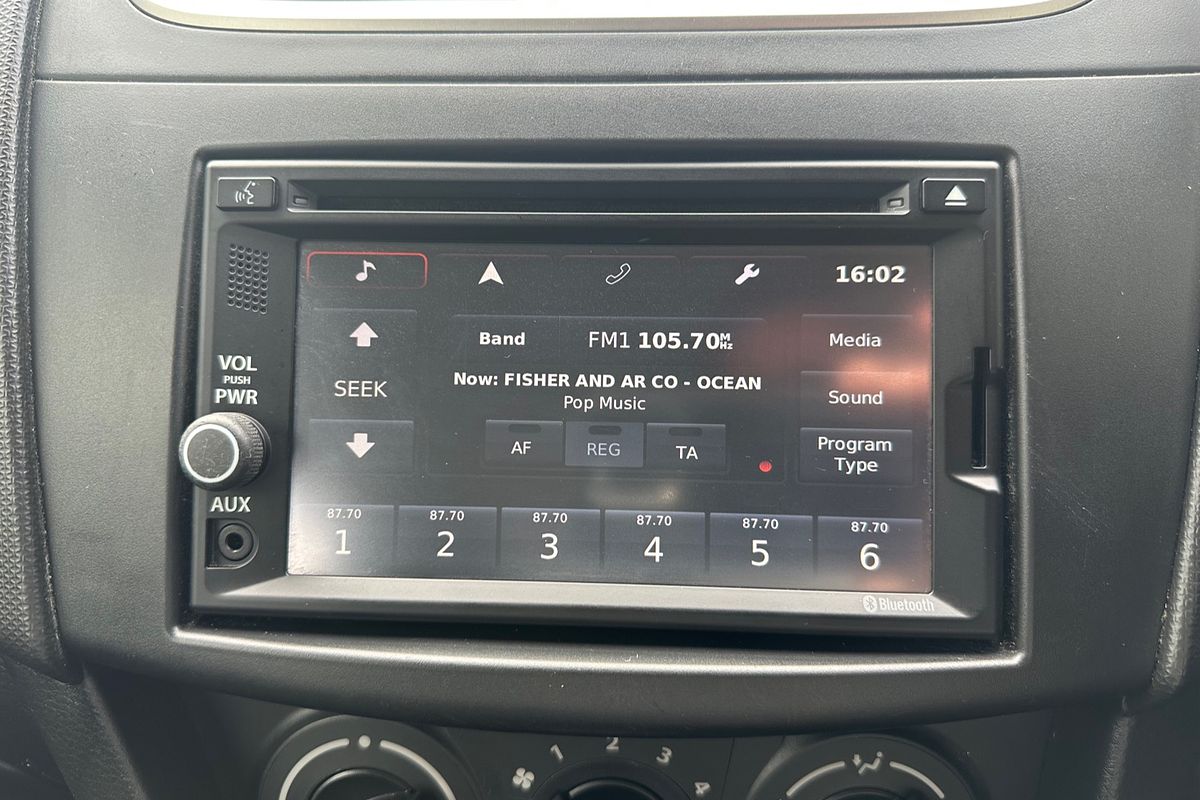 16:02
Band
FM1 105.70 MHz
Media
Now: FISHER AND AR CO - OCEAN
Pop Music
SEEK
Sound
VOL
PUSH
PWR
AF
REG
TA
Program
Type
AUX
87.70
1
87.70
2
87.70
3
87.70
4
87.70
5
87.70
6
Bluetooth
1
2
3
4